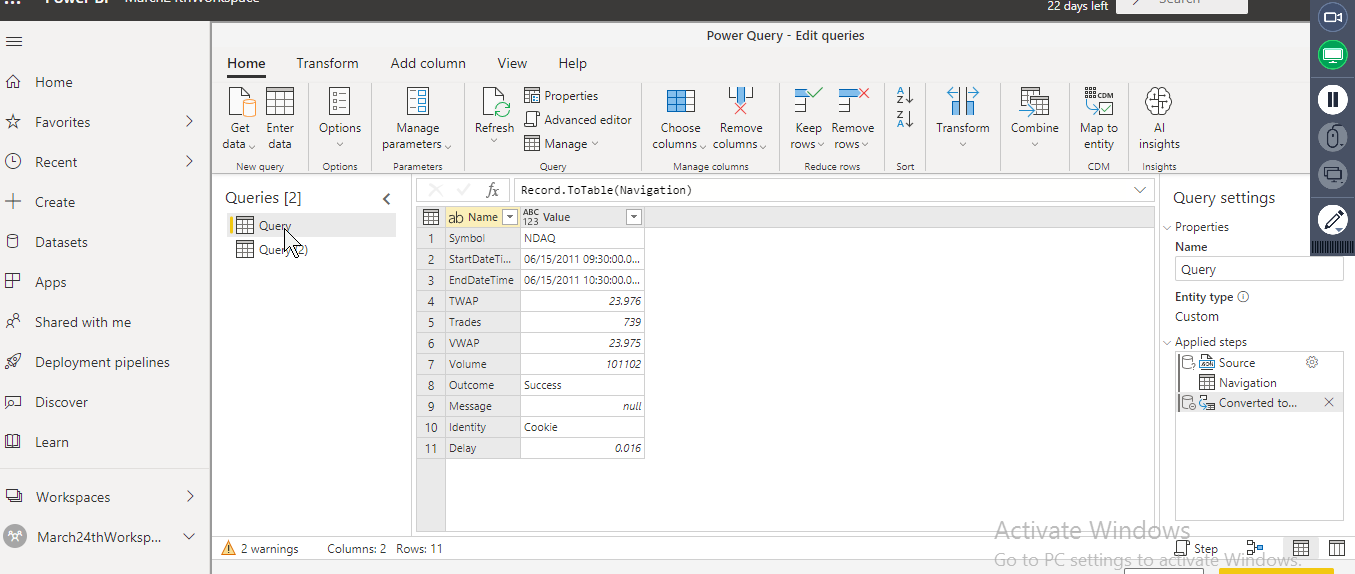 Power BI March24thWorkspace
22 days left
Search
Power Query - Edit queries
Home Transform Add column View Help
Get data
Enter data
New query
Options
Options
Manage parameters
Parameters
Refresh
Properties
Advanced editor
Manage
Query
Choose columns
Remove columns
Manage columns
Keep rows
Remove rows
Reduce rows
A Z
Z A
Sort
Transform
Combine
CDM
Map to entity
CDM
AI insights
Insights
Home
Favorites
Recent
Create
Datasets
Apps
Shared with me
Deployment pipelines
Discover
Learn
Workspaces
March24thWorksp...
Queries [2]
Query
Query (2)
fx Record.ToTable(Navigation)
ab Name ABC 123 Value
1 Symbol NDAQ
2 StartDateTi... 06/15/2011 09:30:00.0...
3 EndDateTime 06/15/2011 10:30:00.0...
4 TWAP 23.976
5 Trades 739
6 VWAP 23.975
7 Volume 101102
8 Outcome Success
9 Message null
10 Identity Cookie
11 Delay 0.016
Query settings
Properties
Name
Query
Entity type
Custom
Applied steps
Source
Navigation
Converted to...
2 warnings Columns: 2 Rows: 11
Step
Activate Windows
Go to PC settings to activate Windows.